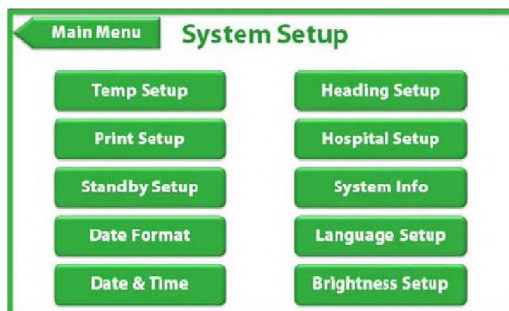 Main Menu
System Setup
Temp Setup
Heading Setup
Print Setup
Hospital Setup
Standby Setup
System Info
Date Format
Language Setup
Date & Time
Brightness Setup